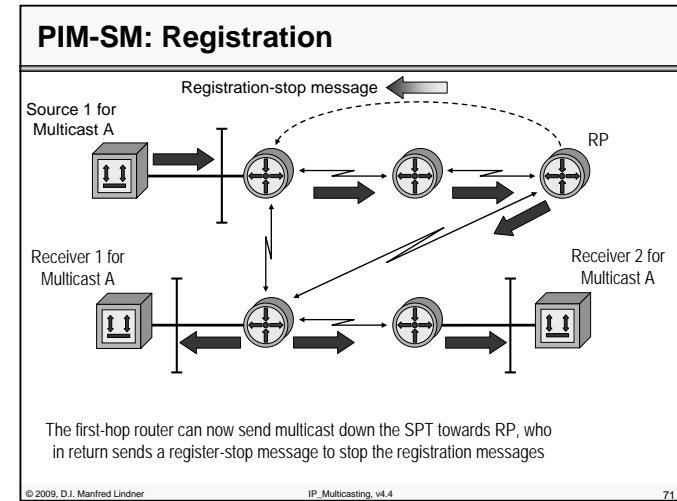 PIM-SM: Registration
Registration-stop message
Source 1 for
Multicast A
RP
Receiver 1 for
Multicast A
Receiver 2 for
Multicast A
The first-hop router can now send multicast down the SPT towards RP, who
in return sends a register-stop message to stop the registration messages
© 2009, D.I. Manfred Lindner
IP_Multicasting, v4.4
71